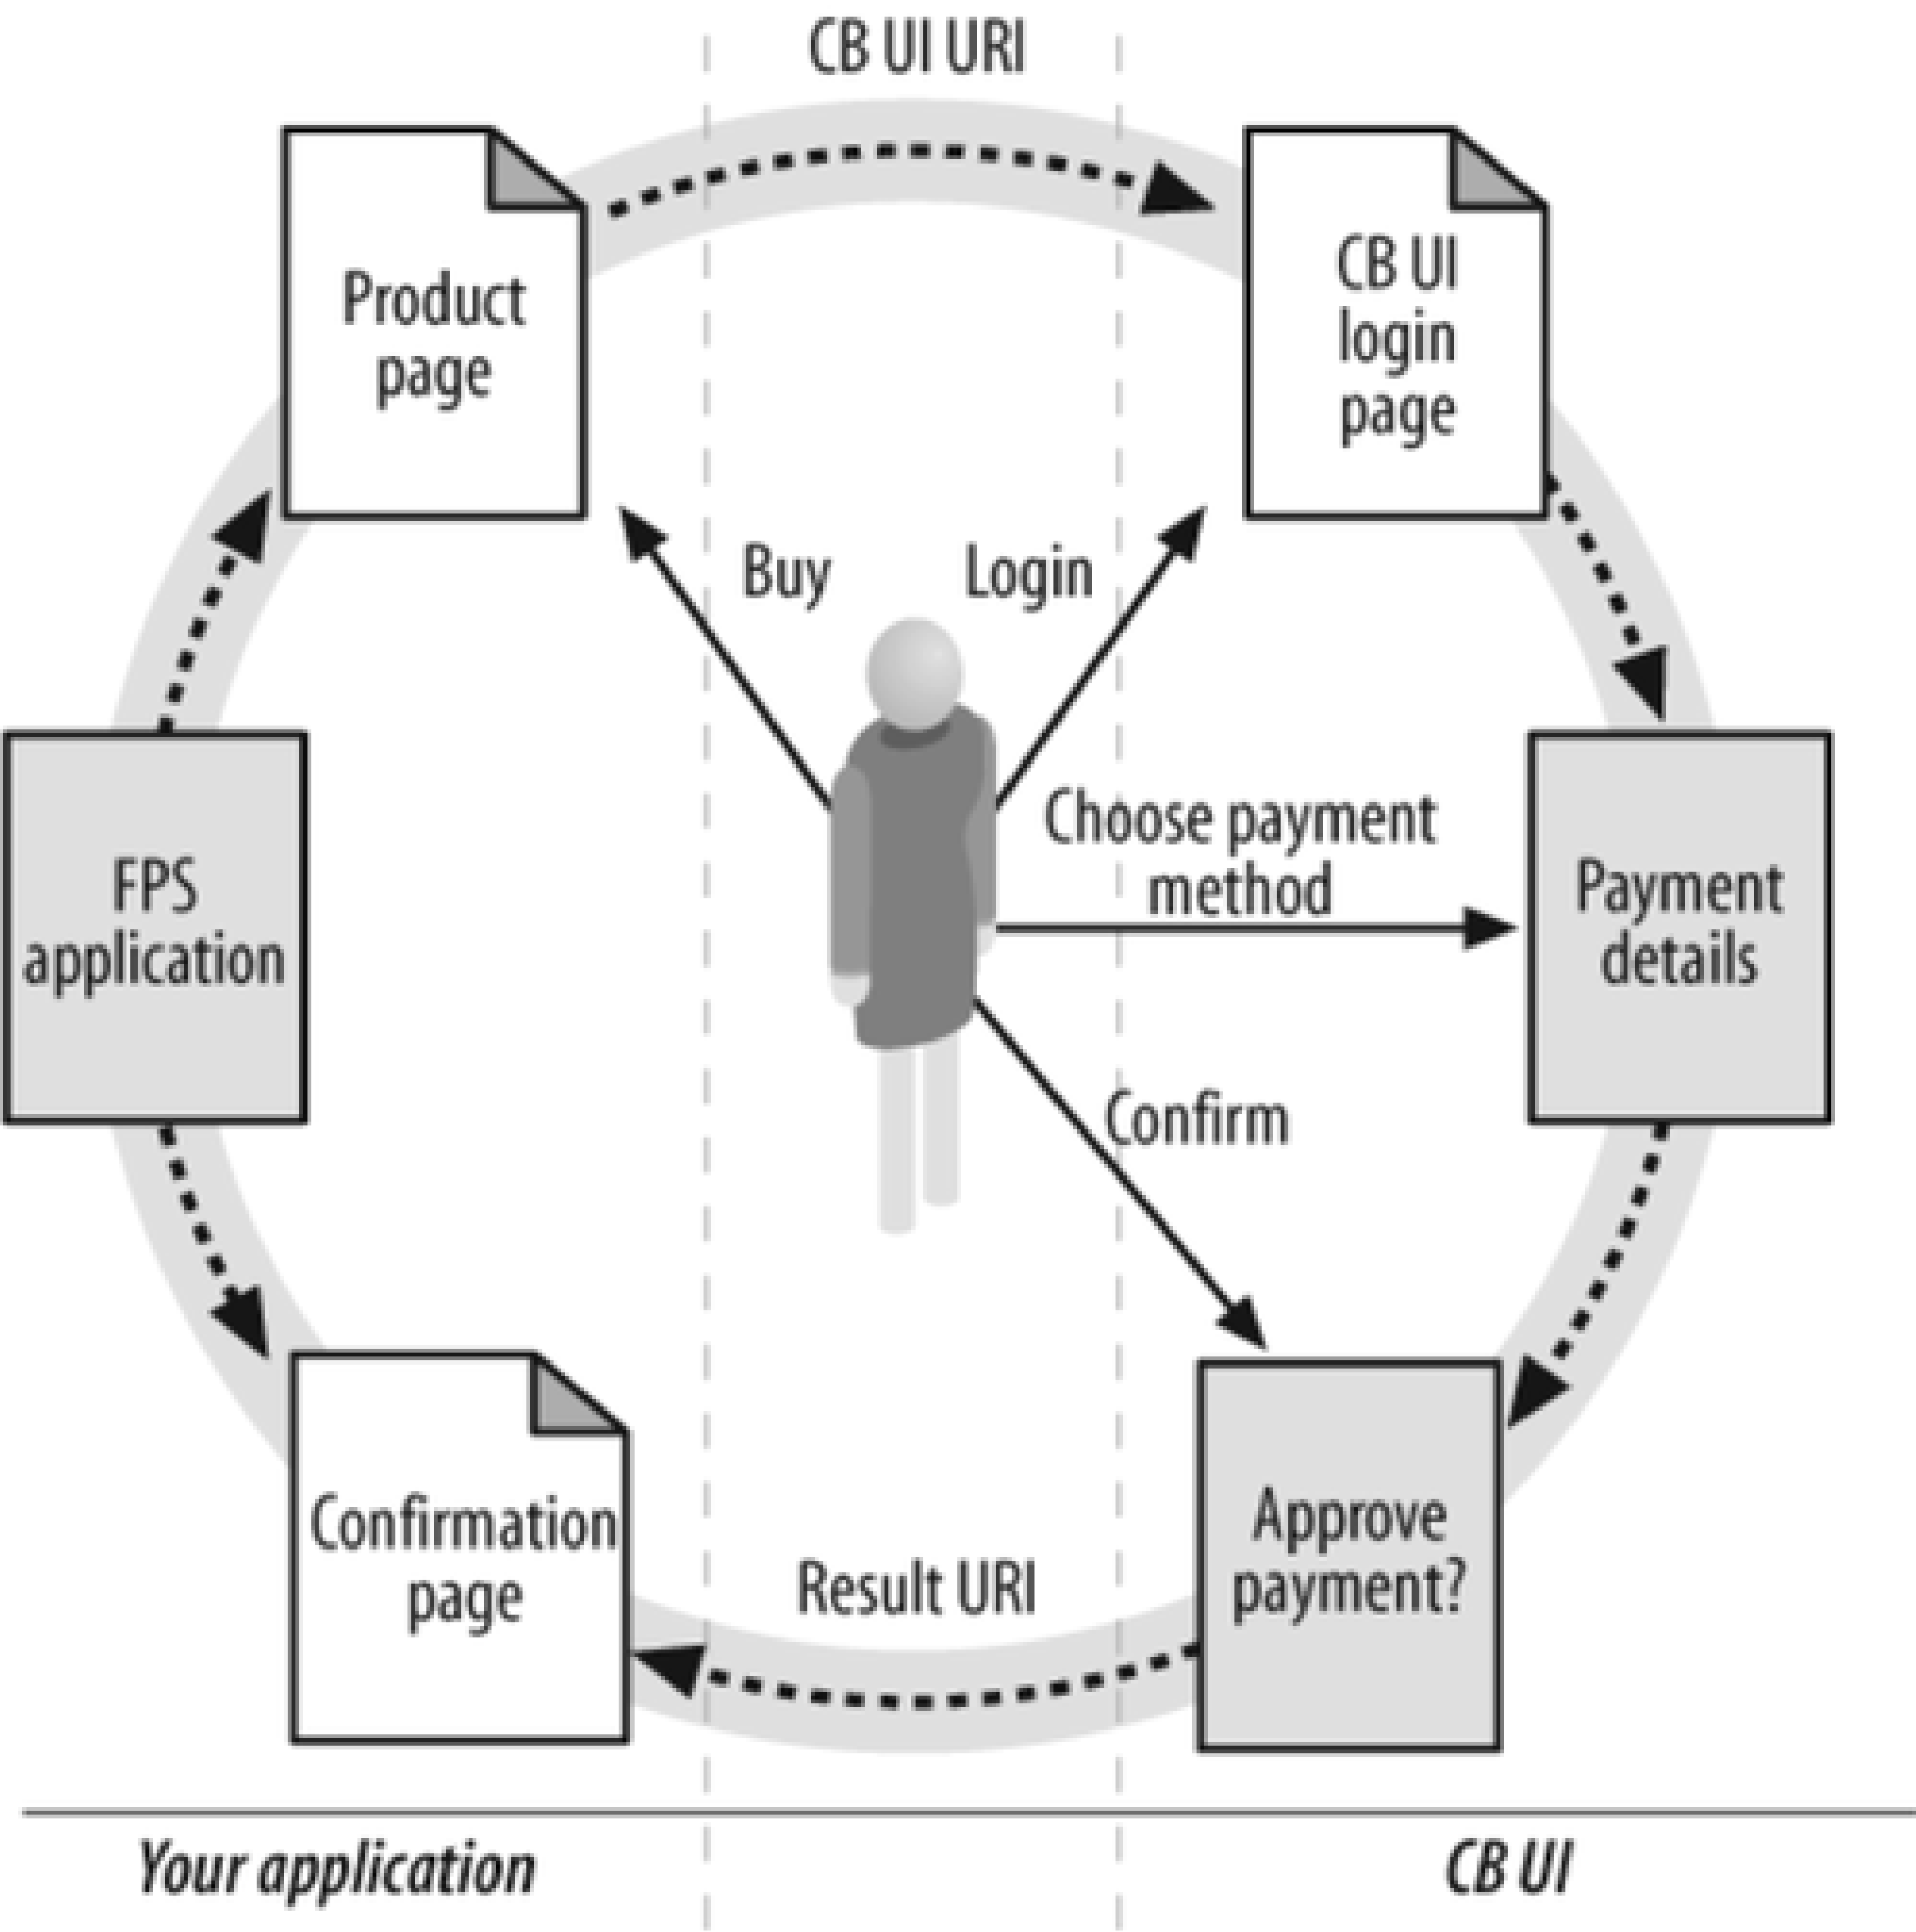 CB UI URI
Product
page
CB UI
login
page
Buy
Login
Choose payment
method
FPS
application
Payment
details
Confirm
Confirmation
page
Result URI
Approve
payment?
Your application
CB UI